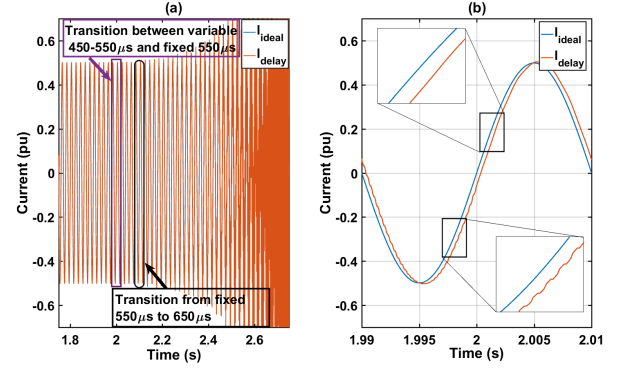 (a)
Transition between variable
450-550μs and fixed 550μs
I_ideal
I_delay
Transition from fixed
550μs to 650μs
Current (pu)
0.6
0.4
0.2
0
-0.2
-0.4
-0.6
1.8
2
2.2
2.4
2.6
Time (s)
(b)
I_ideal
I_delay
Current (pu)
0.6
0.4
0.2
0
-0.2
-0.4
-0.6
1.99
1.995
2
2.005
2.01
Time (s)